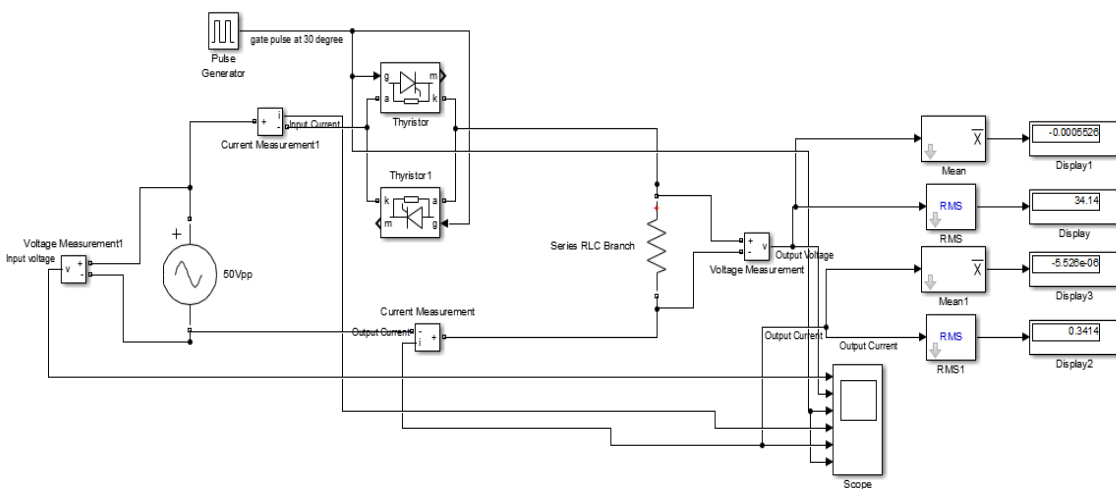 gate pulse at 30 degree
Pulse
Generator
g
m
a
k
Thyristor
+
i
-
Input Current
Current Measurement1
Thyristor1
k
a
m
g
Voltage Measurement1
Input voltage
v
+
-
+
50Vpp
Series RLC Branch
+
+
-
v
Output Voltage
Voltage Measurement
Current Measurement
Output Current
-
i
+
X
Mean
-0.0005526
Display1
RMS
RMS
34.14
Display
X
Mean1
-5.526e-06
Display3
Output Current
Output Current
RMS
RMS1
0.3414
Display2
Scope